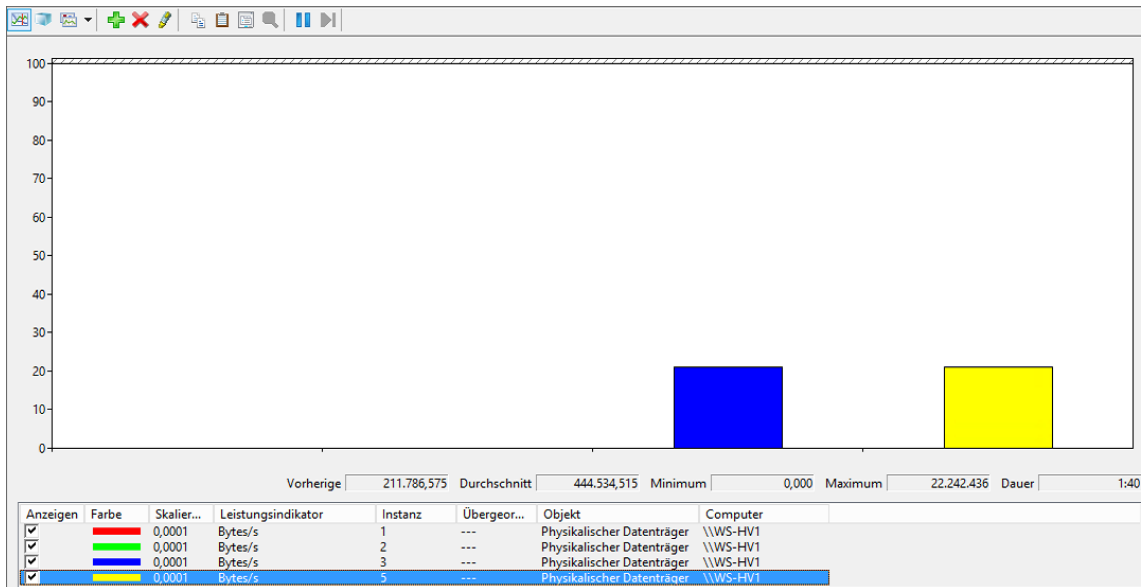 100
90
80
70
60
50
40
30
20
10
0
Vorherige 211.786,575 Durchschnitt 444.534,515 Minimum 0,000 Maximum 22.242.436 Dauer 1:40
Anzeigen Farbe Skalier... Leistungsindikator Instanz Übergeor... Objekt Computer
0,0001 Bytes/s 1 --- Physikalischer Datenträger \\WS-HV1
0,0001 Bytes/s 2 --- Physikalischer Datenträger \\WS-HV1
0,0001 Bytes/s 3 --- Physikalischer Datenträger \\WS-HV1
0,0001 Bytes/s 5 --- Physikalischer Datenträger \\WS-HV1